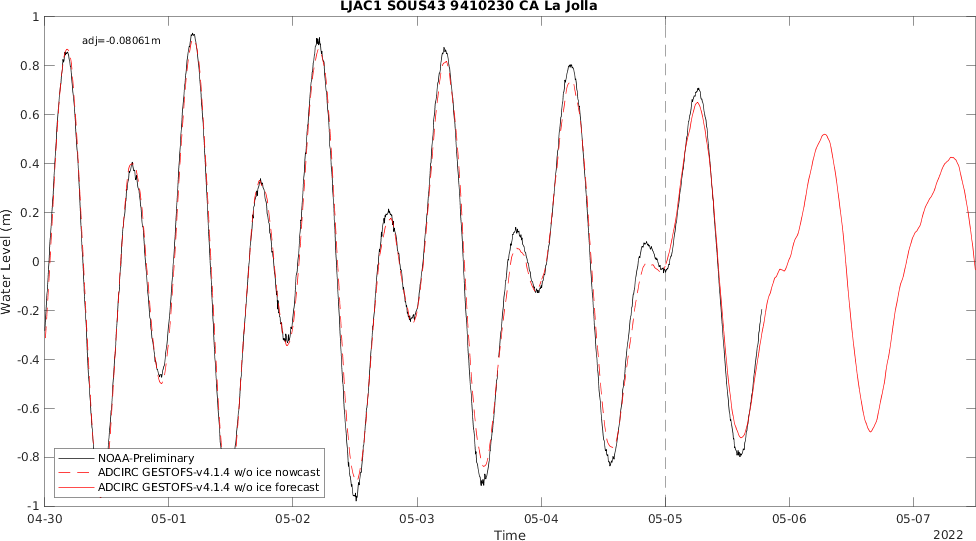 LJAC1 SOUS43 9410230 CA La Jolla
adj=-0.08061m
Water Level (m)
1
0.8
0.6
0.4
0.2
0
-0.2
-0.4
-0.6
-0.8
-1
NOAA-Preliminary
ADCIRC GESTOFS-v4.1.4 w/o ice nowcast
ADCIRC GESTOFS-v4.1.4 w/o ice forecast
04-30 05-01 05-02 05-03 05-04 05-05 05-06 05-07
Time
2022